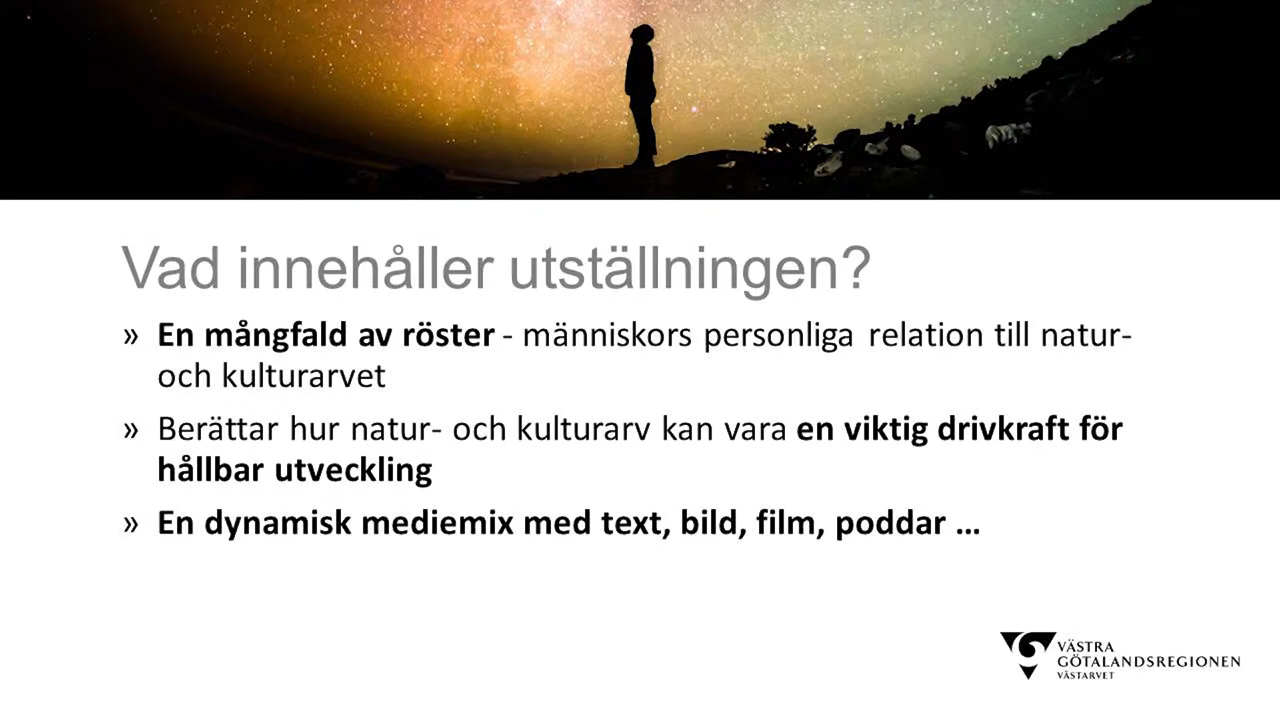 Vad innehåller utställningen?
» En mångfald av röster - människors personliga relation till natur-
och kulturarvet
» Berättar hur natur- och kulturarv kan vara en viktig drivkraft för
hållbar utveckling
» En dynamisk mediemix med text, bild, film, poddar ...
VÄSTRA
GÖTALANDSREGIONEN
VÄSTARVET